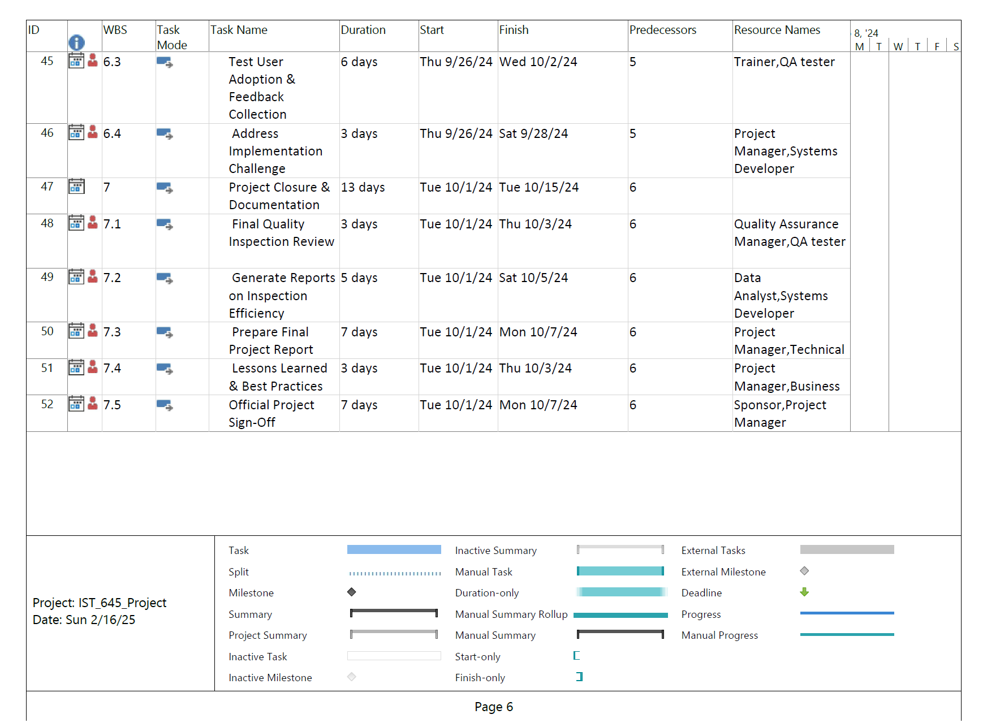 ID WBS Task Mode Task Name Duration Start Finish Predecessors Resource Names 8, '24
M T W T F S
45 6.3 Test User 6 days Thu 9/26/24 Wed 10/2/24 5 Trainer,QA tester
Adoption &
Feedback
Collection
46 6.4 Address 3 days Thu 9/26/24 Sat 9/28/24 5 Project
Implementation Manager,Systems
Challenge Developer
47 7 Project Closure & 13 days Tue 10/1/24 Tue 10/15/24 6
Documentation
48 7.1 Final Quality 3 days Tue 10/1/24 Thu 10/3/24 6 Quality Assurance
Inspection Review Manager,QA tester
49 7.2 Generate Reports 5 days Tue 10/1/24 Sat 10/5/24 6 Data
on Inspection Analyst,Systems
Efficiency Developer
50 7.3 Prepare Final 7 days Tue 10/1/24 Mon 10/7/24 6 Project
Project Report Manager,Technical
51 7.4 Lessons Learned 3 days Tue 10/1/24 Thu 10/3/24 6 Project
& Best Practices Manager,Business
52 7.5 Official Project 7 days Tue 10/1/24 Mon 10/7/24 6 Sponsor,Project
Sign-Off Manager
Project: IST_645_Project
Date: Sun 2/16/25
Task
Split
Milestone
Summary
Project Summary
Inactive Task
Inactive Milestone
Inactive Summary
Manual Task
Duration-only
Manual Summary Rollup
Manual Summary
Start-only
Finish-only
External Tasks
External Milestone
Deadline
Progress
Manual Progress
Page 6